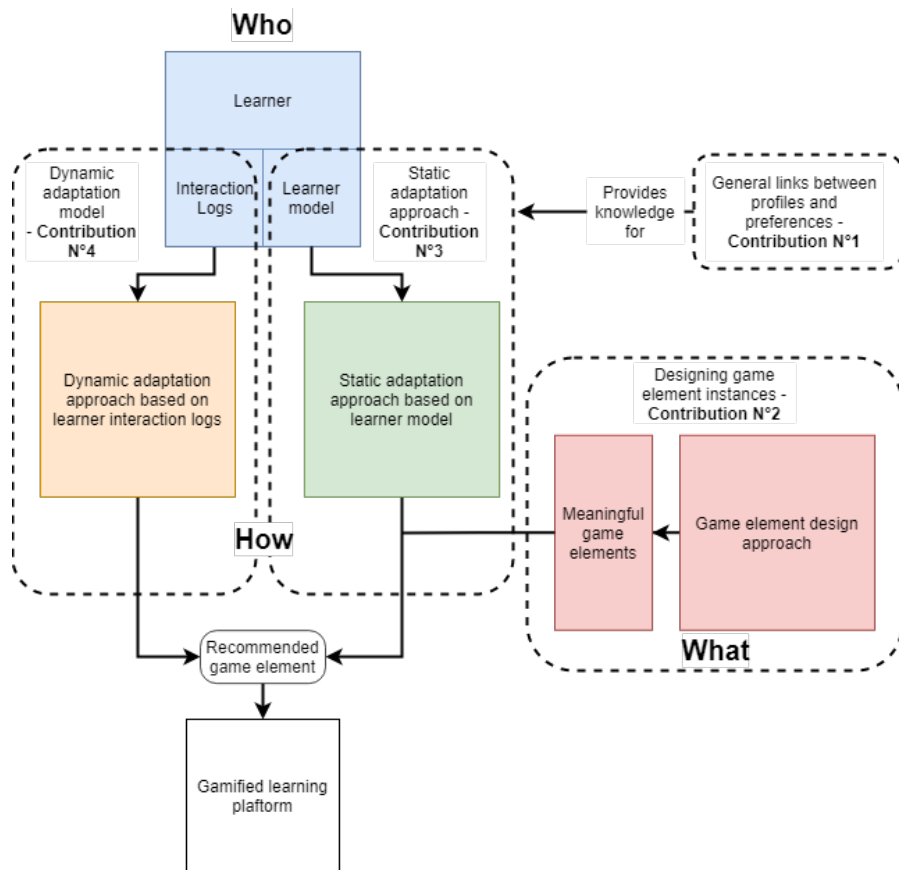 Who
Learner
Dynamic
adaptation
model
- Contribution
N°4
Interaction
Logs
Learner
model
Static
adaptation
approach -
Contribution
N°3
Provides
knowledge
for
General links between
profiles and
preferences -
Contribution N°1
Dynamic adaptation
approach based on
learner interaction logs
Static adaptation
approach based on
learner model
Designing game
element instances -
Contribution N°2
Meaningful
game
elements
Game element design
approach
How
What
Recommended
game element
Gamified learning
plaftorm